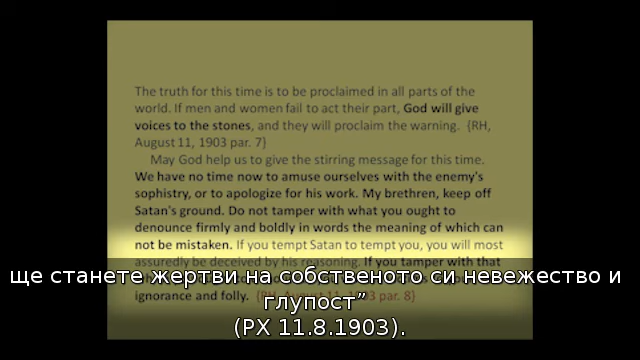 The truth for this time is to be proclaimed in all parts of the
world. If men and women fail to act their part, God will give
voices to the stones, and they will proclaim the warning. {RH,
August 11, 1903 par. 7}
May God help us to give the stirring message for this time.
We have no time now to amuse ourselves with the enemy's
sophistry, or to apologize for his work. My brethren, keep off
Satan's ground. Do not tamper with what you ought to
denounce firmly and boldly in words the meaning of which can
not be mistaken. If you tempt Satan to tempt you, you will most
assuredly be deceived by his reasoning. If you tamper with that
ignorance and folly. {RH, August 11, 1903 par. 8}
ще станете жертви на собственото си невежество и
глупост”
(РХ 11.8.1903).